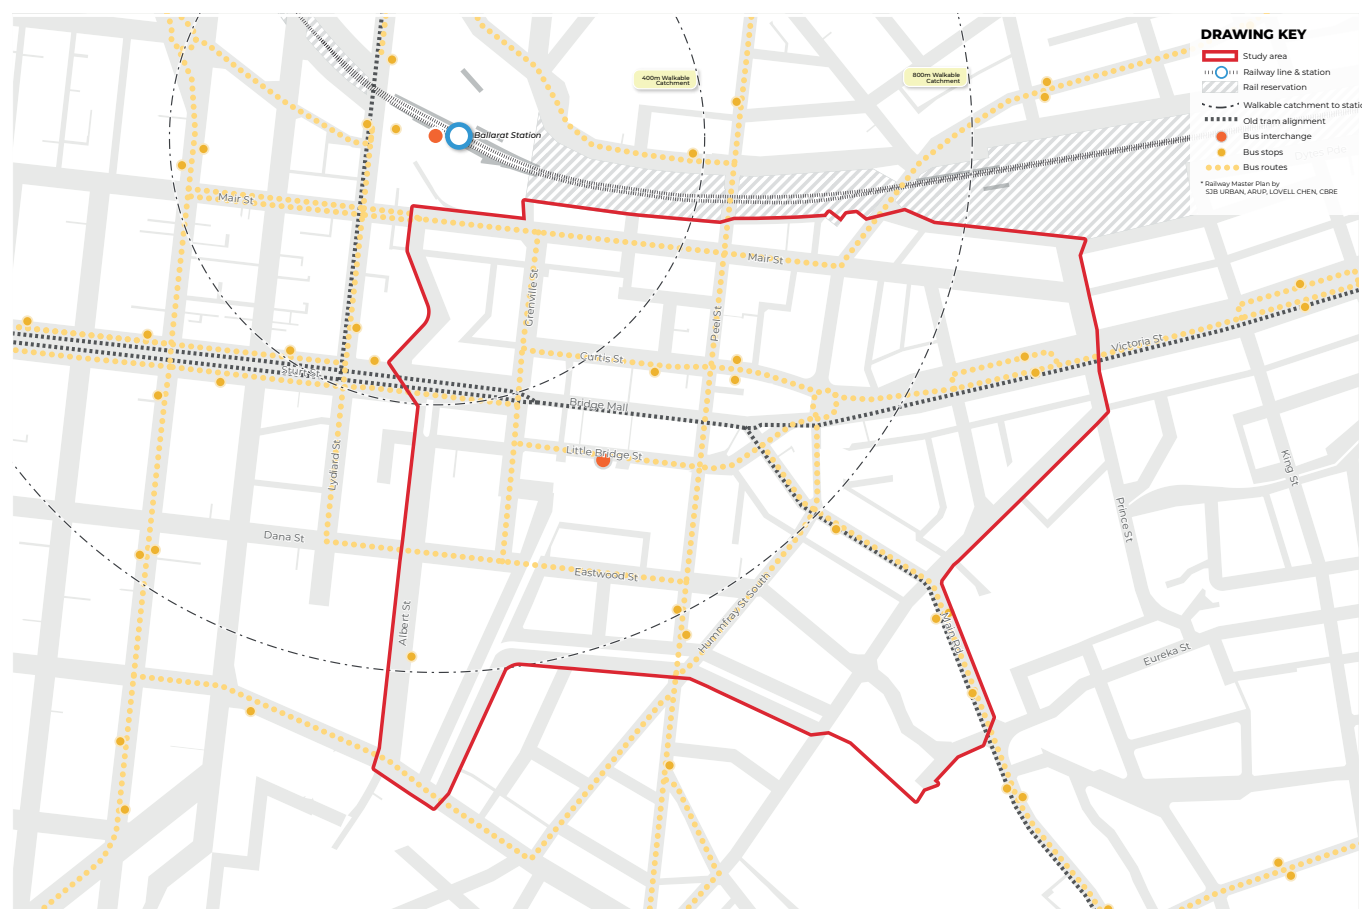 DRAWING KEY
Study area
Railway line & station
Rail reservation
Walkable catchment to statio
Old tram alignment
Bus interchange
Bus stops
Bus routes
* Railway Master Plan by
SJB URBAN, ARUP, LOVELL CHEN, CBRE
400m Walkable
Catchment
800m Walkable
Catchment
Ballarat Station
Mair St
Mair St
Grenville St
Peel St
Victoria St
Curtis St
Sturt St
Bridge Mall
Little Bridge St
Lydiard St
King St
Prince St
Dana St
Eastwood St
Hummfray St South
Albert St
Main Rd
Eureka St